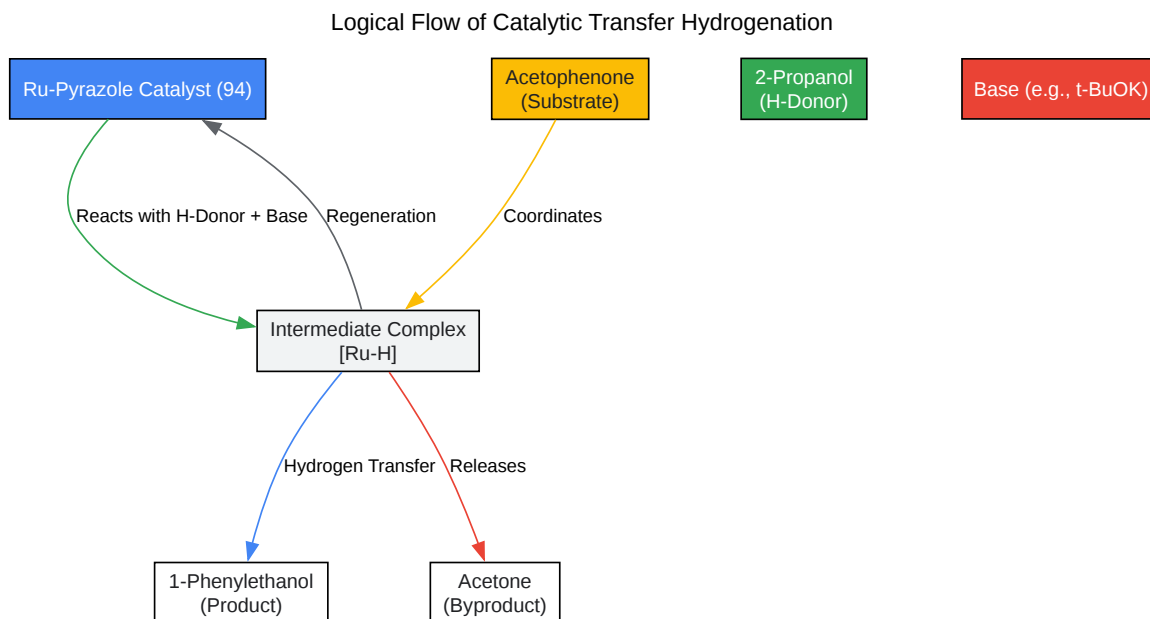 Logical Flow of Catalytic Transfer Hydrogenation
Ru-Pyrazole Catalyst (94)
Acetophenone
(Substrate)
2-Propanol
(H-Donor)
Base (e.g., t-BuOK)
Reacts with H-Donor + Base
Regeneration
Coordinates
Intermediate Complex
[Ru-H]
Hydrogen Transfer
Releases
1-Phenylethanol
(Product)
Acetone
(Byproduct)